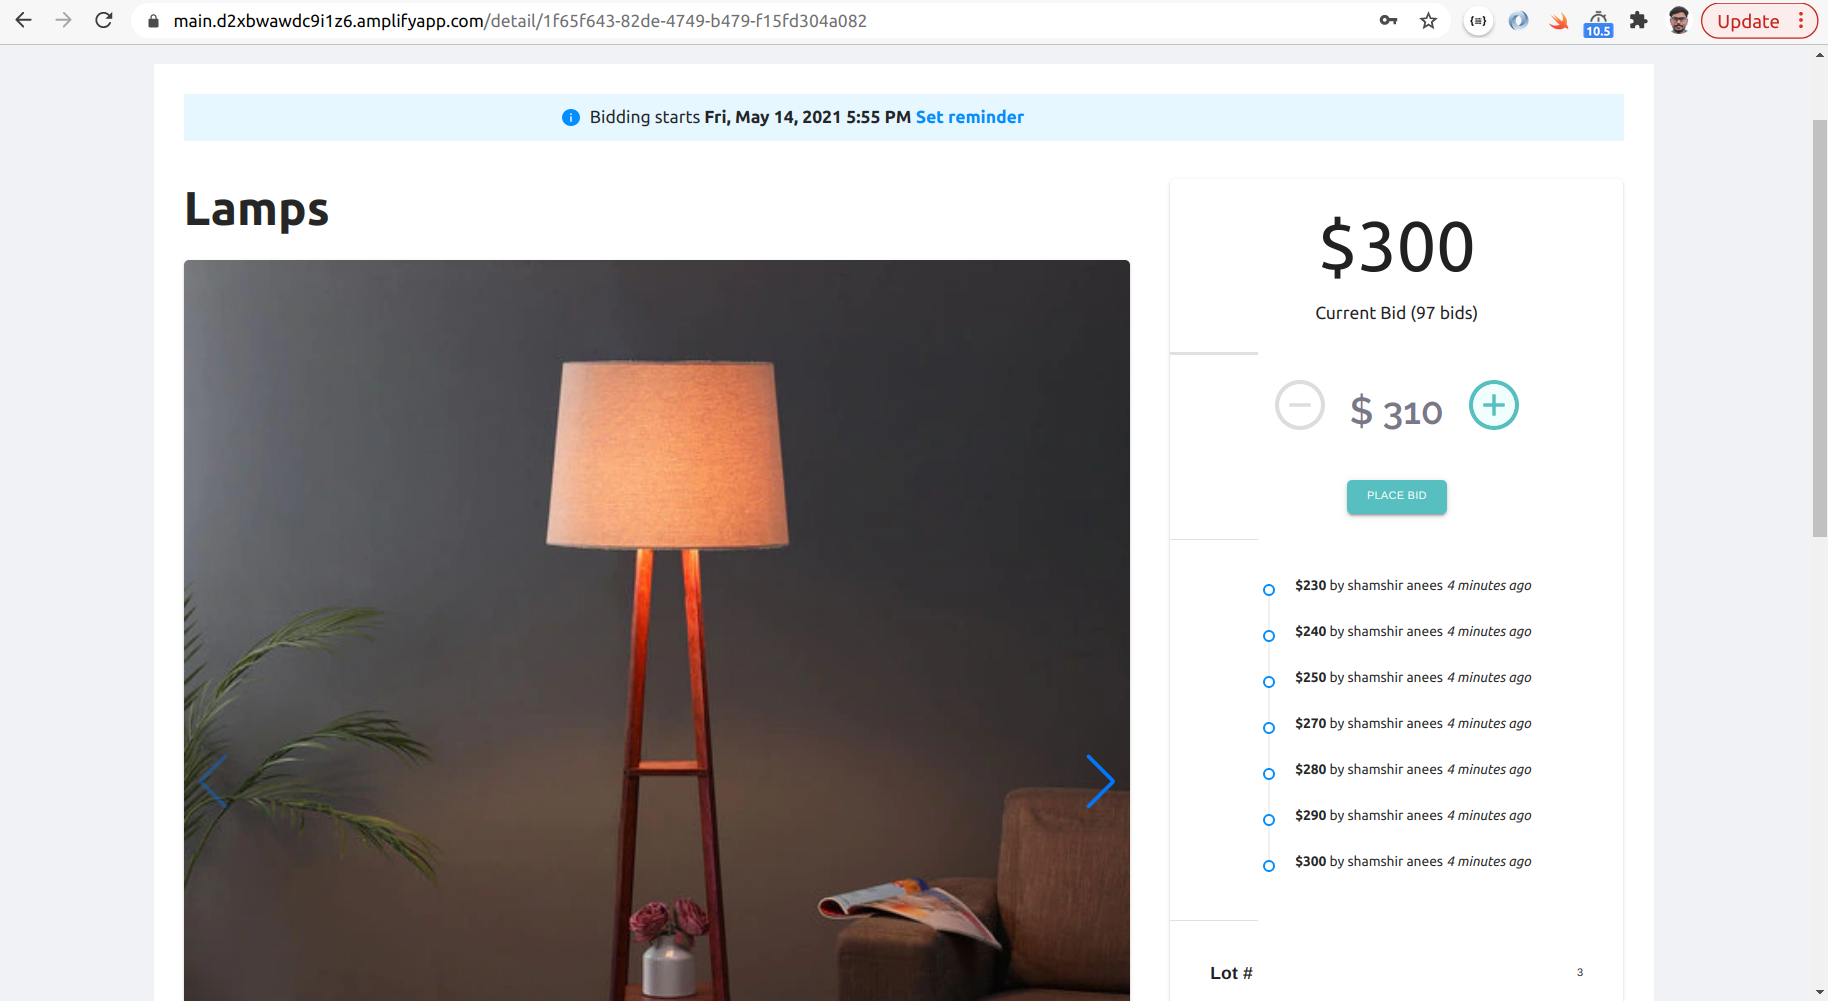 main.d2xbwawdc9i1z6.amplifyapp.com/detail/1f65f643-82de-4749-b479-f15fd304a082
10.5
Update
Bidding starts Fri, May 14, 2021 5:55 PM Set reminder
Lamps
$300
Current Bid (97 bids)
$ 310
PLACE BID
$230 by shamshir anees 4 minutes ago
$240 by shamshir anees 4 minutes ago
$250 by shamshir anees 4 minutes ago
$270 by shamshir anees 4 minutes ago
$280 by shamshir anees 4 minutes ago
$290 by shamshir anees 4 minutes ago
$300 by shamshir anees 4 minutes ago
Lot # 3